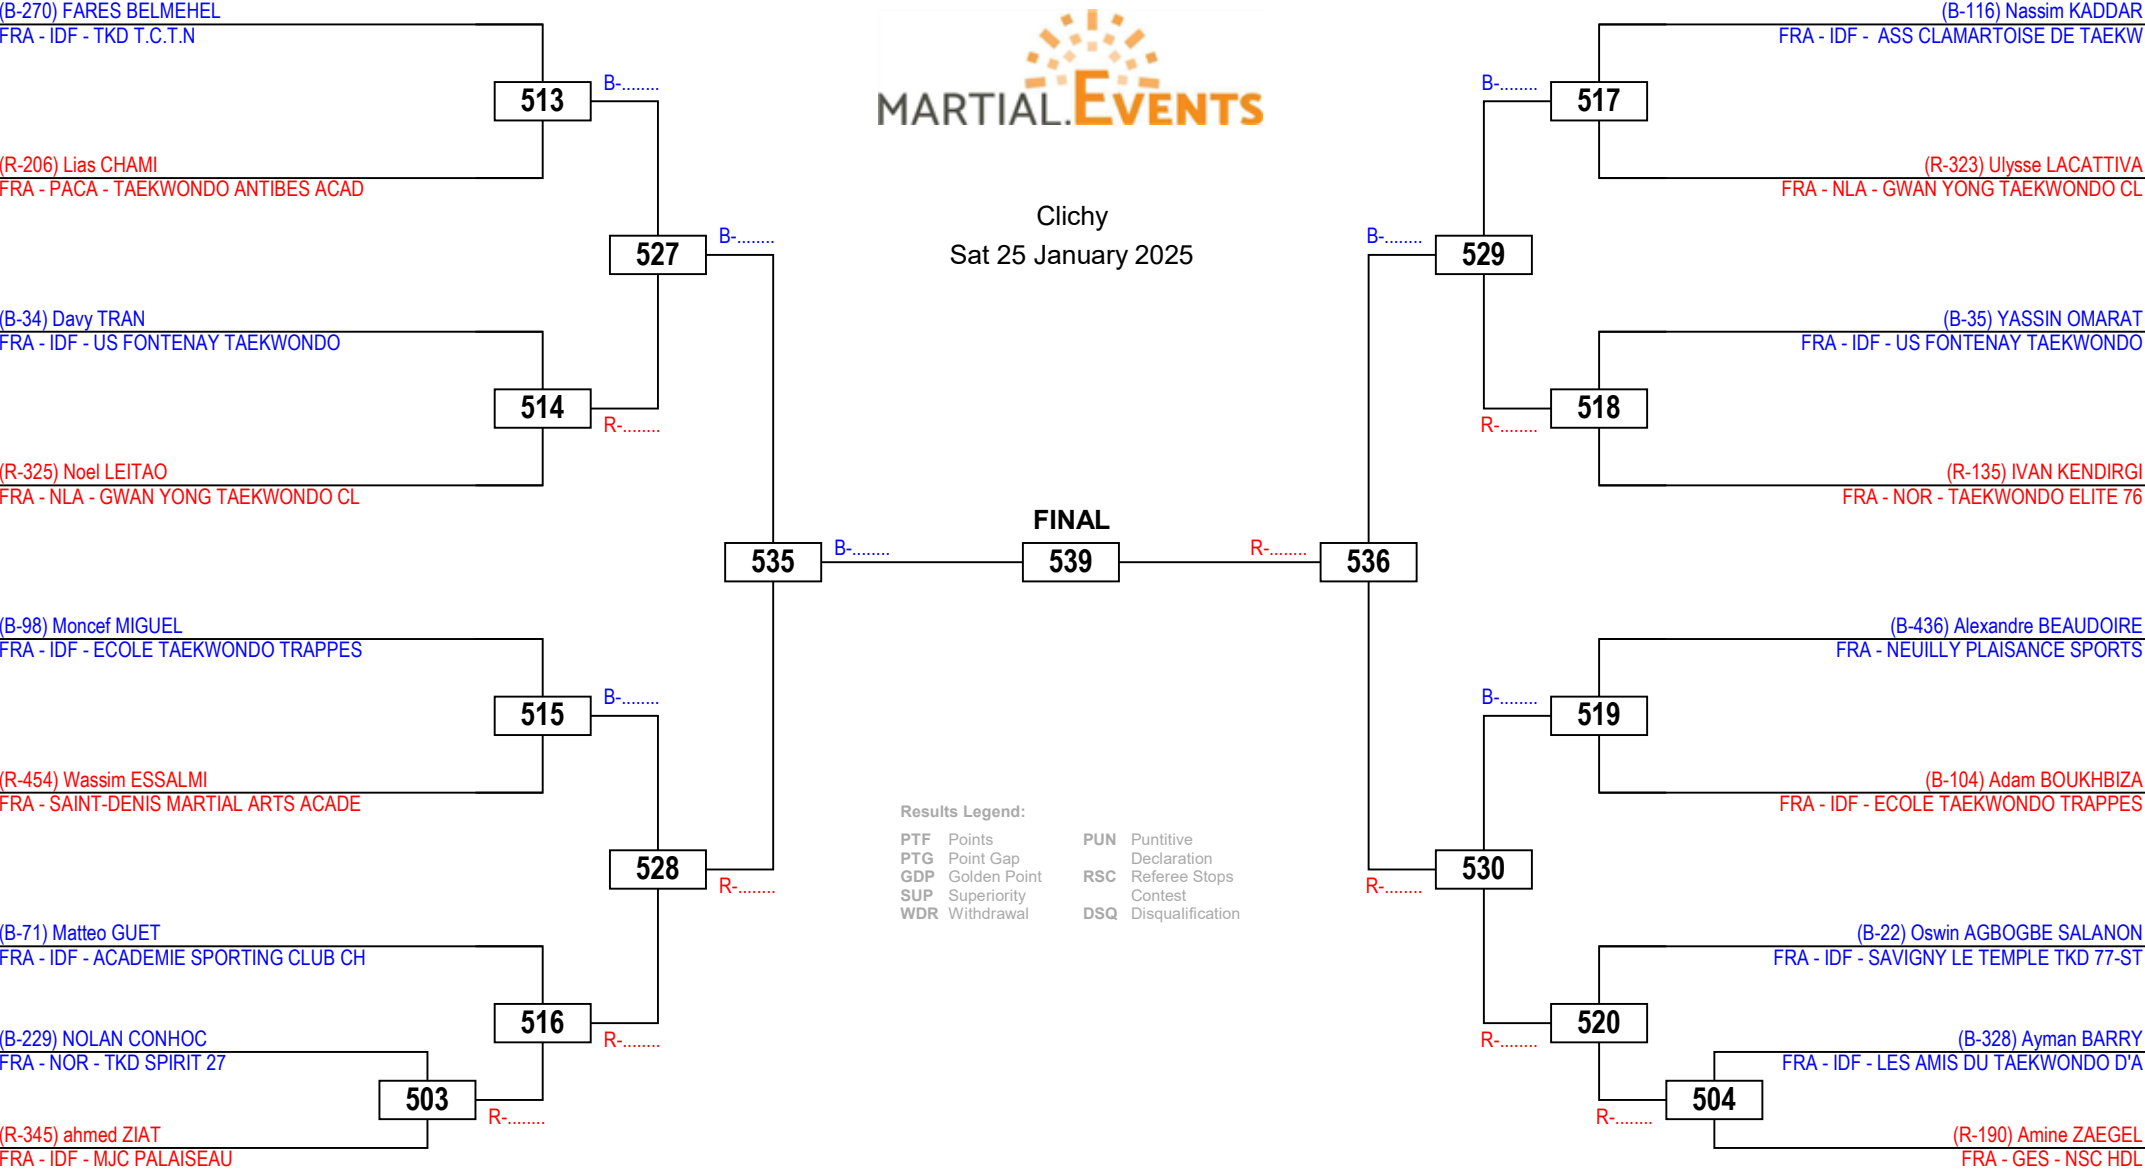 (B-270) FARES BELMEHEL
FRA - IDF - TKD T.C.T.N
513
B-........
(R-206) Lias CHAMI
FRA - PACA - TAEKWONDO ANTIBES ACAD
527
B-........
(B-34) Davy TRAN
FRA - IDF - US FONTENAY TAEKWONDO
514
R-........
(R-325) Noel LEITAO
FRA - NLA - GWAN YONG TAEKWONDO CL
535
B-........
(B-98) Moncef MIGUEL
FRA - IDF - ECOLE TAEKWONDO TRAPPES
515
B-........
(R-454) Wassim ESSALMI
FRA - SAINT-DENIS MARTIAL ARTS ACADE
528
R-........
(B-71) Matteo GUET
FRA - IDF - ACADEMIE SPORTING CLUB CH
516
R-........
(B-229) NOLAN CONHOC
FRA - NOR - TKD SPIRIT 27
503
R-........
(R-345) ahmed ZIAT
FRA - IDF - MJC PALAISEAU
MARTIAL.EVENTS
Clichy
Sat 25 January 2025
FINAL
539
Results Legend:
PTF Points
PTG Point Gap
GDP Golden Point
SUP Superiority
WDR Withdrawal
PUN Puntitive
Declaration
RSC Referee Stops
Contest
DSQ Disqualification
(B-116) Nassim KADDAR
FRA - IDF -  ASS CLAMARTOISE DE TAEKW
B-........
517
(R-323) Ulysse LACATTIVA
FRA - NLA - GWAN YONG TAEKWONDO CL
B-........
529
(B-35) YASSIN OMARAT
FRA - IDF - US FONTENAY TAEKWONDO
518
R-........
(R-135) IVAN KENDIRGI
FRA - NOR - TAEKWONDO ELITE 76
R-........
536
(B-436) Alexandre BEAUDOIRE
FRA - NEUILLY PLAISANCE SPORTS
B-........
519
(B-104) Adam BOUKHBIZA
FRA - IDF - ECOLE TAEKWONDO TRAPPES
530
R-........
(B-22) Oswin AGBOGBE SALANON
FRA - IDF - SAVIGNY LE TEMPLE TKD 77-ST
520
R-........
(B-328) Ayman BARRY
FRA - IDF - LES AMIS DU TAEKWONDO D'A
504
R-........
(R-190) Amine ZAEGEL
FRA - GES - NSC HDL